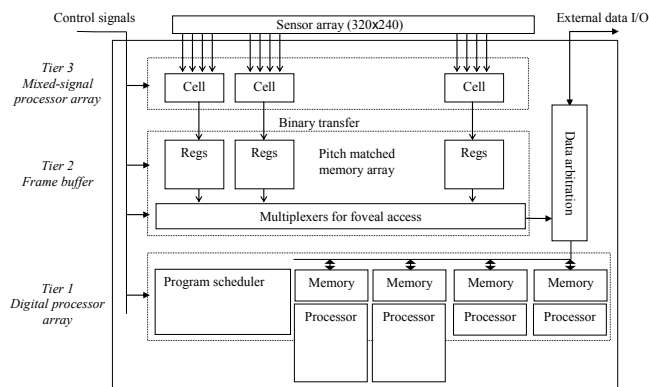 Control signals
Sensor array (320x240)
External data I/O
Tier 3
Mixed-signal
processor array
Cell
Cell
Cell
Binary transfer
Tier 2
Frame buffer
Regs
Regs
Pitch matched
memory array
Regs
Data arbitration
Multiplexers for foveal access
Tier 1
Digital processor
array
Program scheduler
Memory
Memory
Memory
Memory
Processor
Processor
Processor
Processor